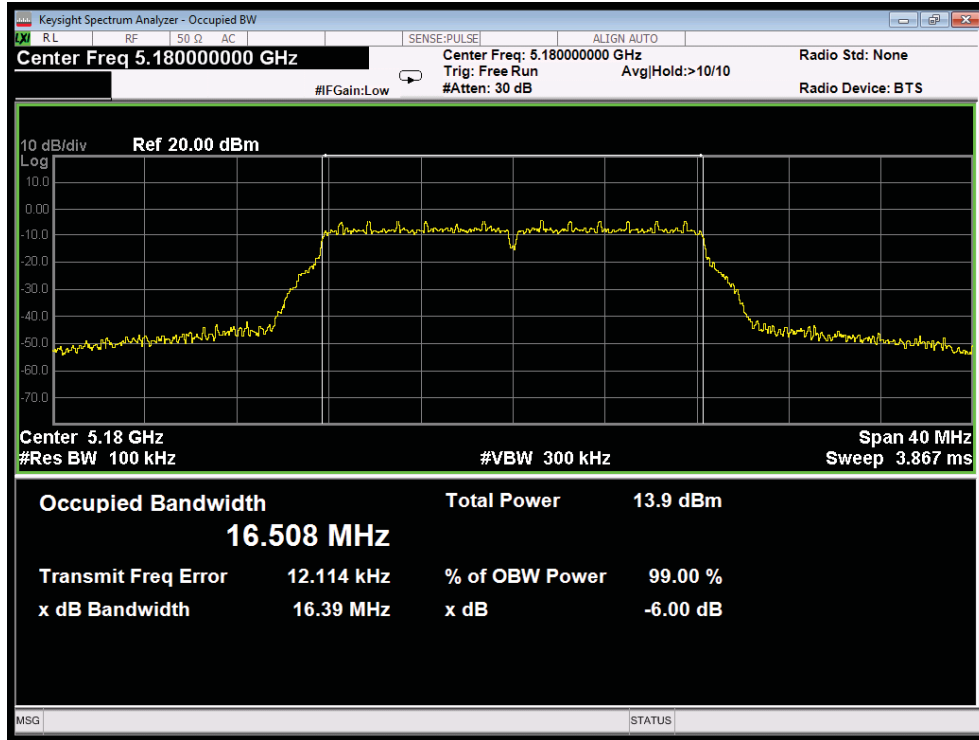 Keysight Spectrum Analyzer - Occupied BW
LXI RL RF 50 Ω AC SENSE:PULSE ALIGN AUTO
Center Freq 5.180000000 GHz Center Freq: 5.180000000 GHz Radio Std: None
Trig: Free Run Avg|Hold:>10/10
#IFGain:Low #Atten: 30 dB Radio Device: BTS
10 dB/div Ref 20.00 dBm
Log
10.0
0.00
-10.0
-20.0
-30.0
-40.0
-50.0
-60.0
-70.0
Center 5.18 GHz Span 40 MHz
#Res BW 100 kHz #VBW 300 kHz Sweep 3.867 ms
Occupied Bandwidth Total Power 13.9 dBm
16.508 MHz
Transmit Freq Error 12.114 kHz % of OBW Power 99.00 %
x dB Bandwidth 16.39 MHz x dB -6.00 dB
MSG STATUS